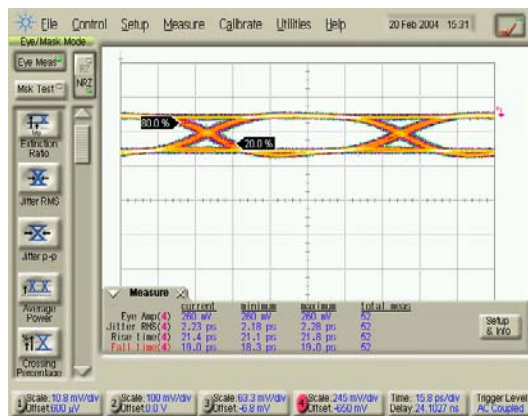 File Control Setup Measure Calibrate Utilities Help 20 Feb 2004 15:31
Eye/Mask Mode
Eye Meas
NRZ
Msk Test
80.0 %
20.0 %
Extinction Ratio
Jitter RMS
Jitter p-p
Average Power
Crossing Percentage
Measure
current minimum maximum total meas
Eye Amp(4) 260 mV 260 mV 260 mV 52
Jitter RMS(4) 2.23 ps 2.18 ps 2.28 ps 52
Rise time(4) 21.4 ps 21.1 ps 21.8 ps 52
Fall time(4) 19.0 ps 18.3 ps 19.0 ps 52
Setup & Info
1 Scale:10.8 mV/div 2 Scale:100 mV/div 3 Scale:63.3 mV/div 4 Scale:245 mV/div Time:15.8 ps/div Trigger Level
Offset:600 µV Offset:0.0 V Offset:-6.8 mV Offset:-650 mV Delay:24.1027 ns AC Coupled